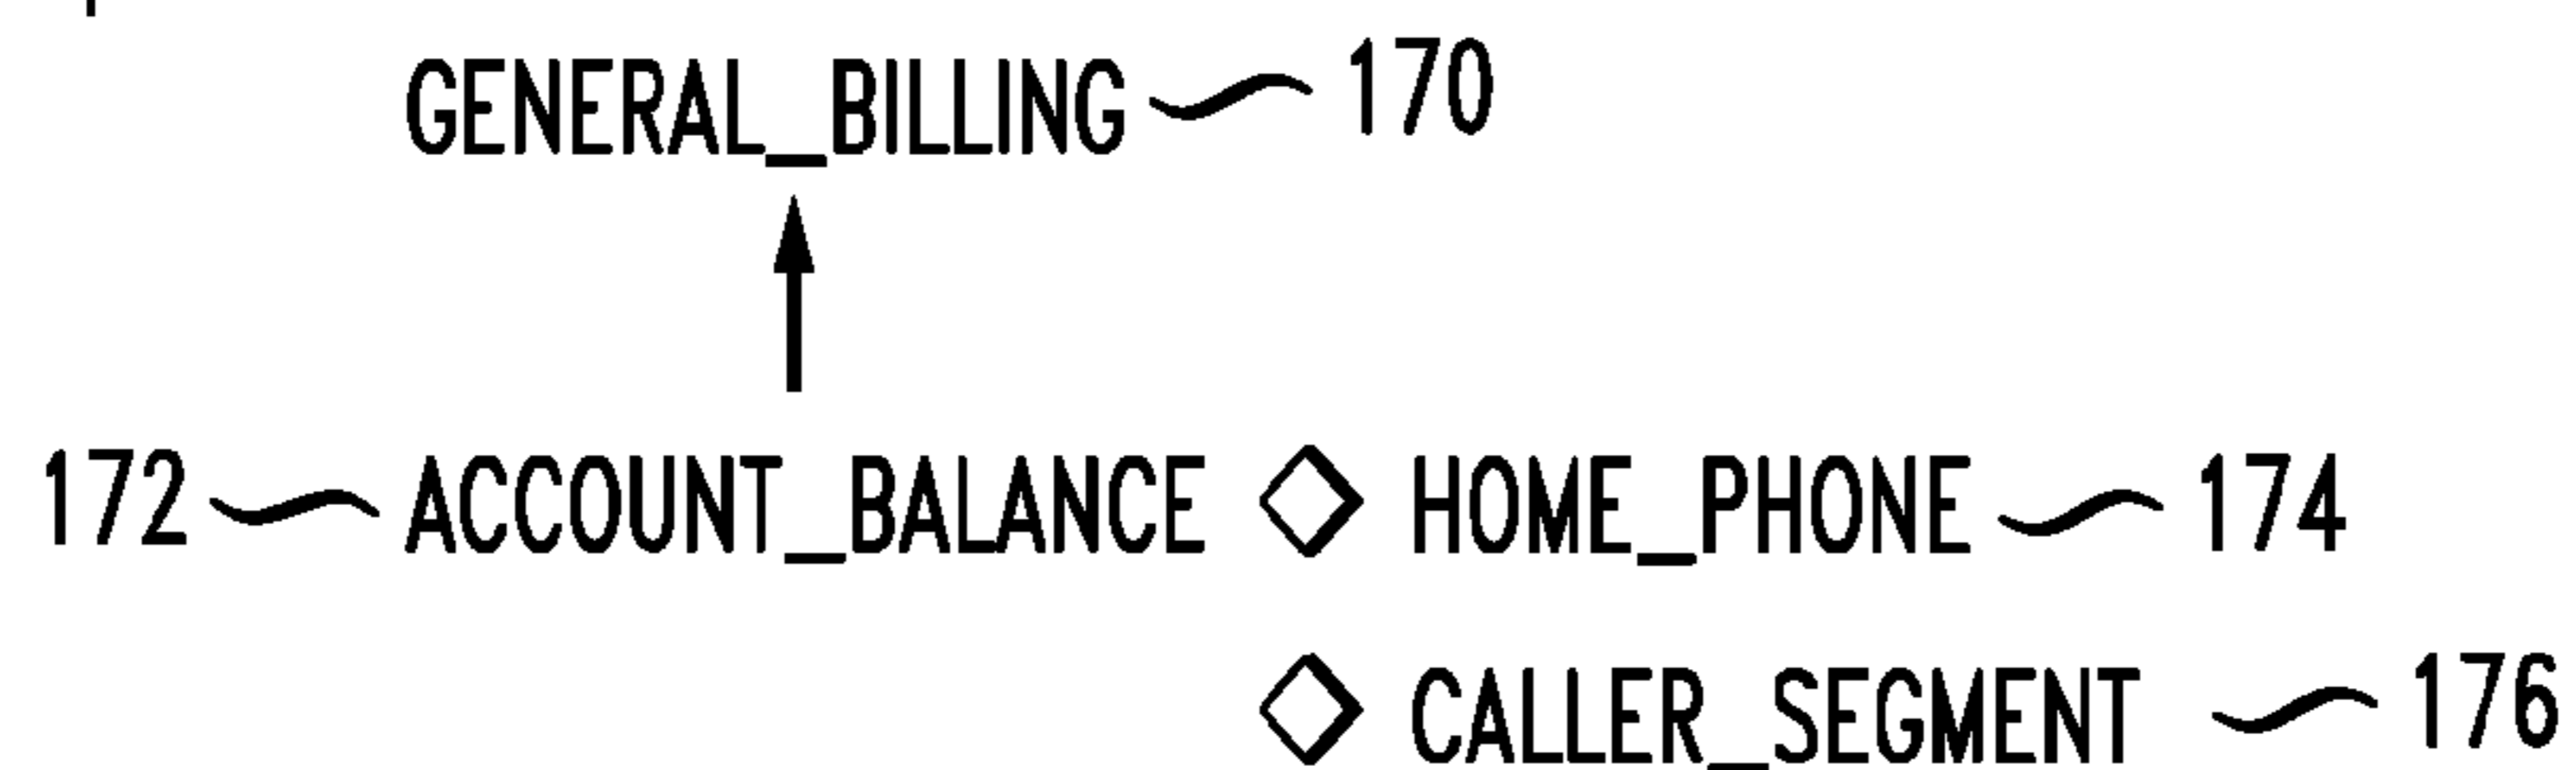 GENERAL_BILLING 170
172 ACCOUNT_BALANCE HOME_PHONE 174
CALLER_SEGMENT 176